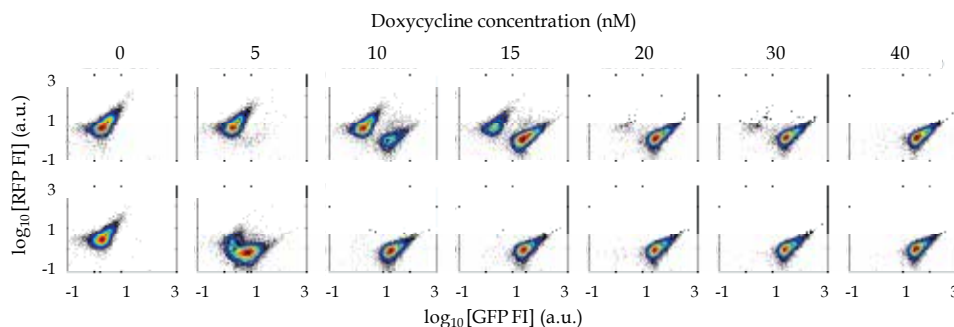 Doxycycline concentration (nM)
0 5 10 15 20 30 40
3
1
-1
3
1
-1
log10[RFP FI] (a.u.)
-1 1 3 -1 1 3 -1 1 3 -1 1 3 -1 1 3 -1 1 3 -1 1 3
log10[GFP FI] (a.u.)